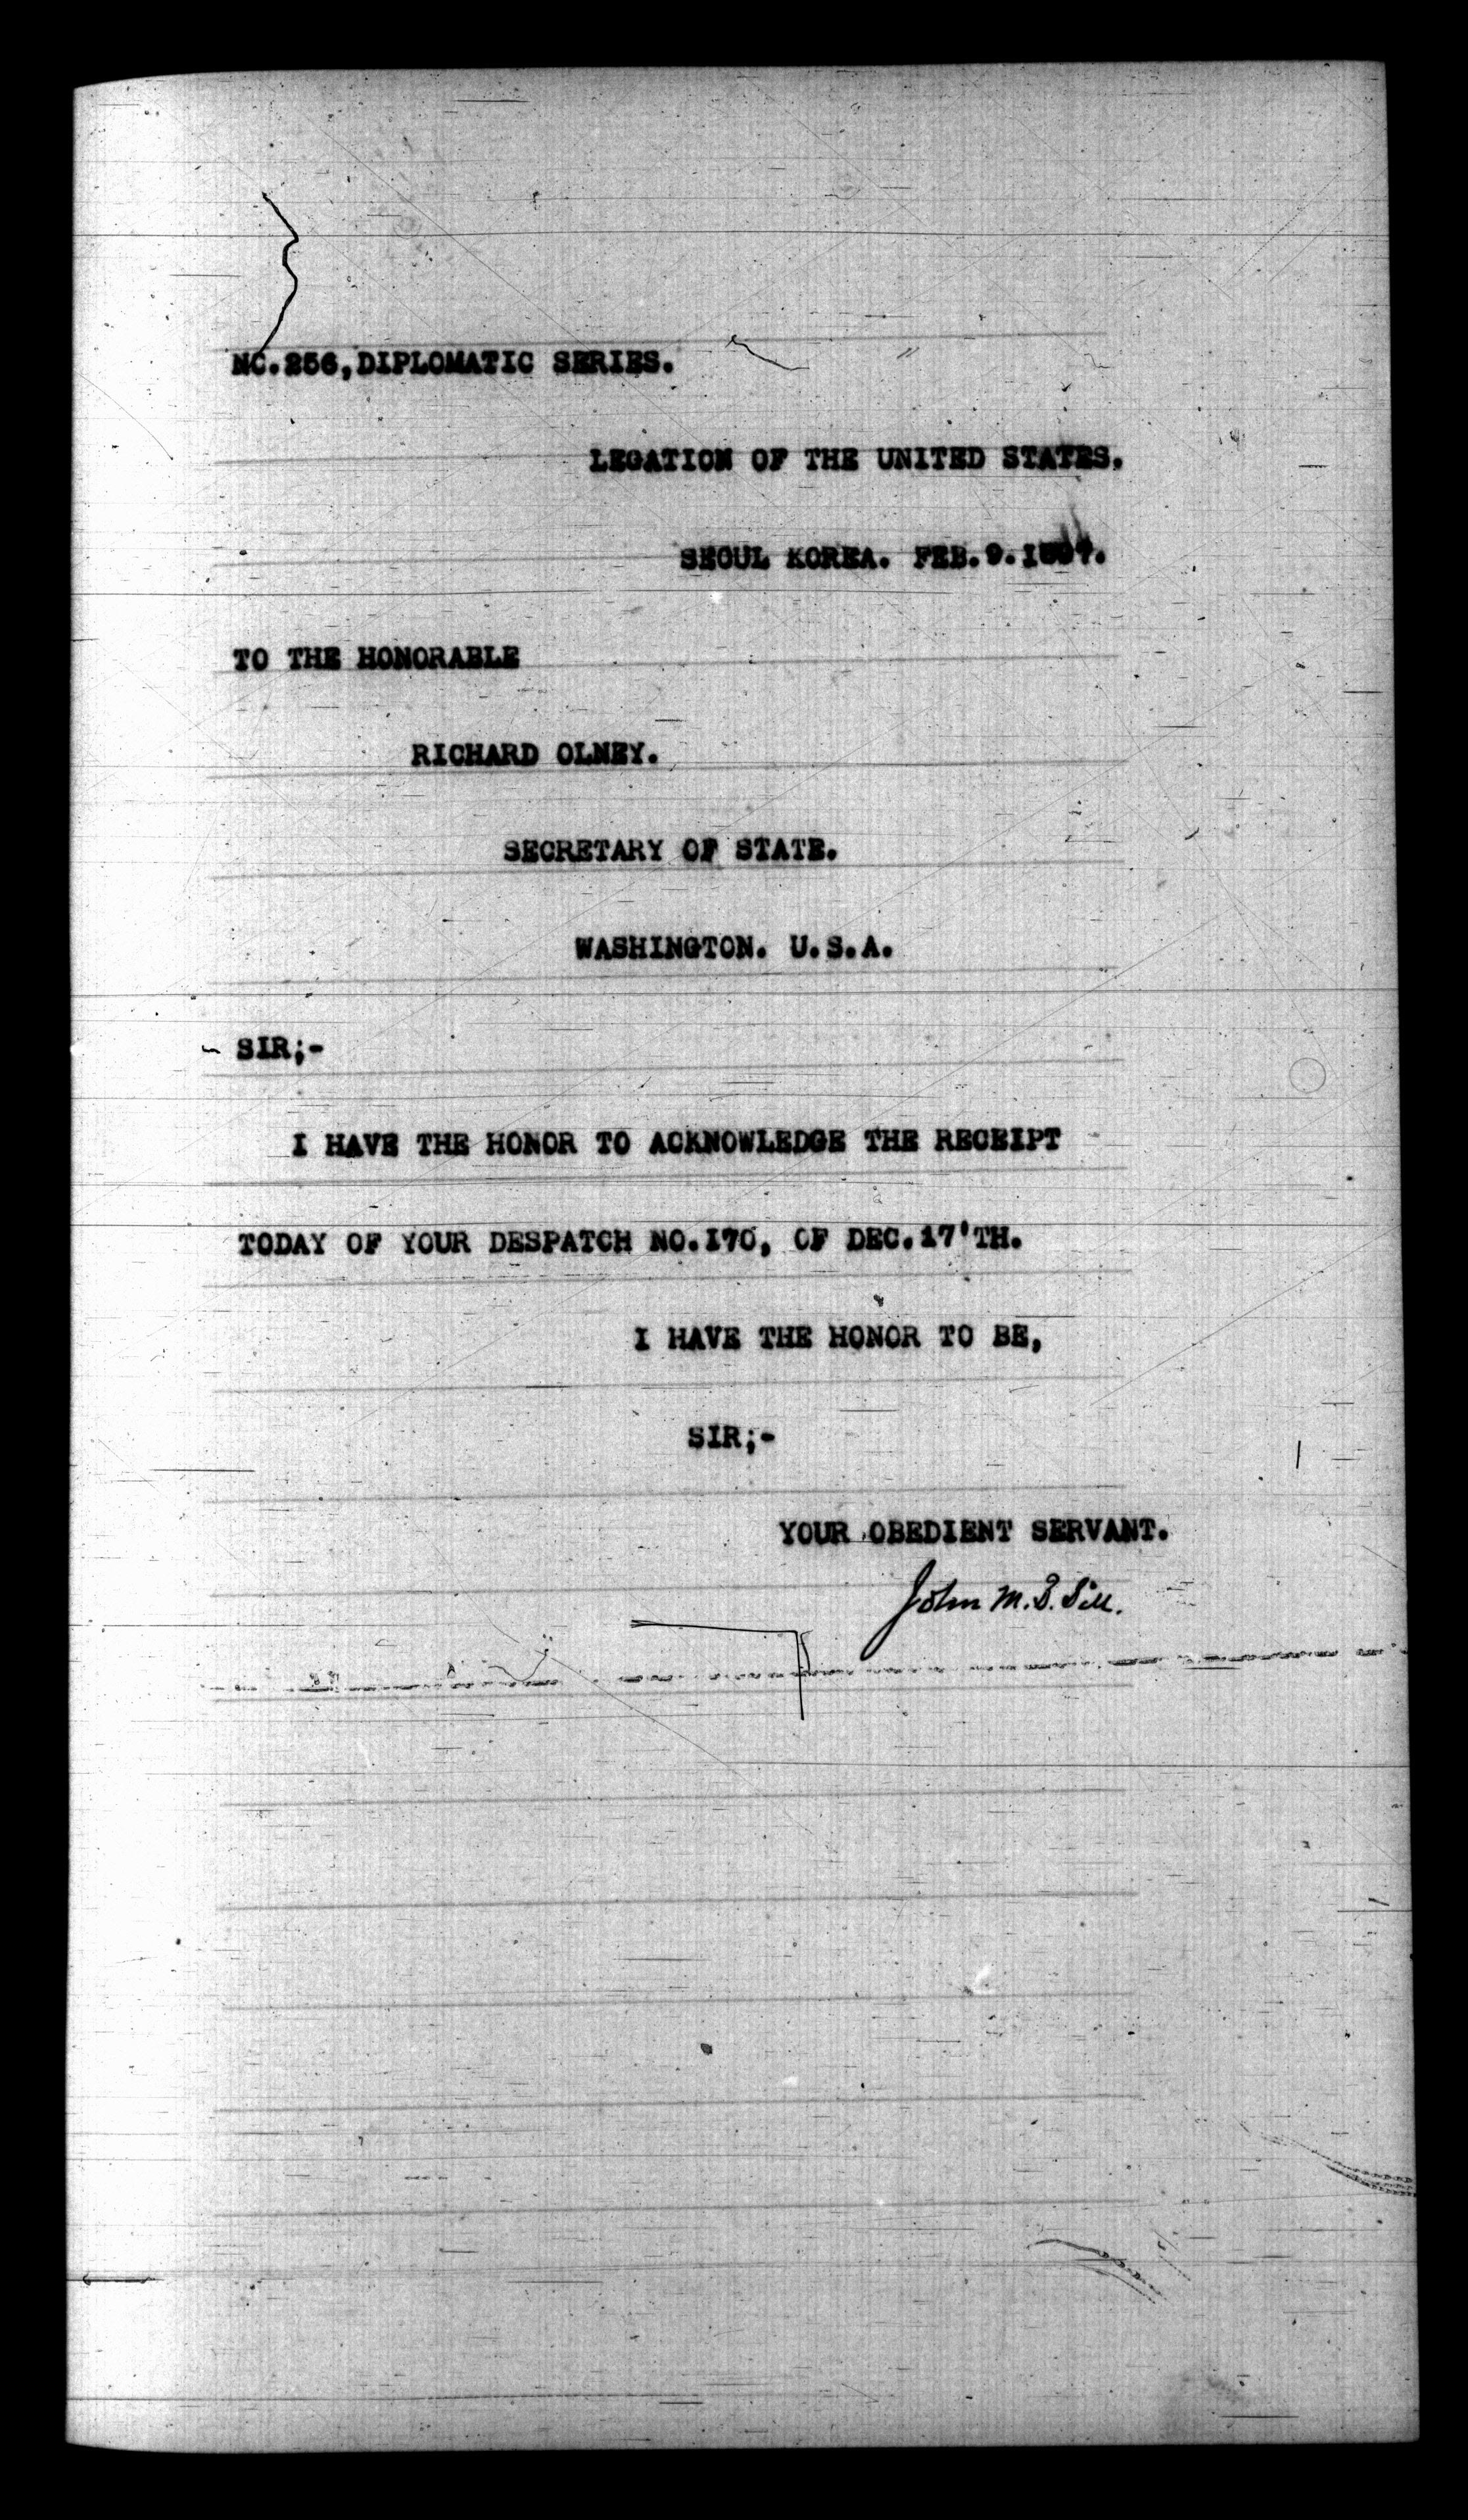 NO.256, DIPLOMATIC SERIES.
LEGATION OF THE UNITED STATES.
SEOUL KOREA. FEB.9.1897.
TO THE HONORABLE
RICHARD OLNEY.
SECRETARY OF STATE.
WASHINGTON. U.S.A.
SIR;-
I HAVE THE HONOR TO ACKNOWLEDGE THE RECEIPT
TODAY OF YOUR DESPATCH NO.170, OF DEC.17'TH.
I HAVE THE HONOR TO BE,
SIR;-
YOUR OBEDIENT SERVANT.
John M. B. Sill.